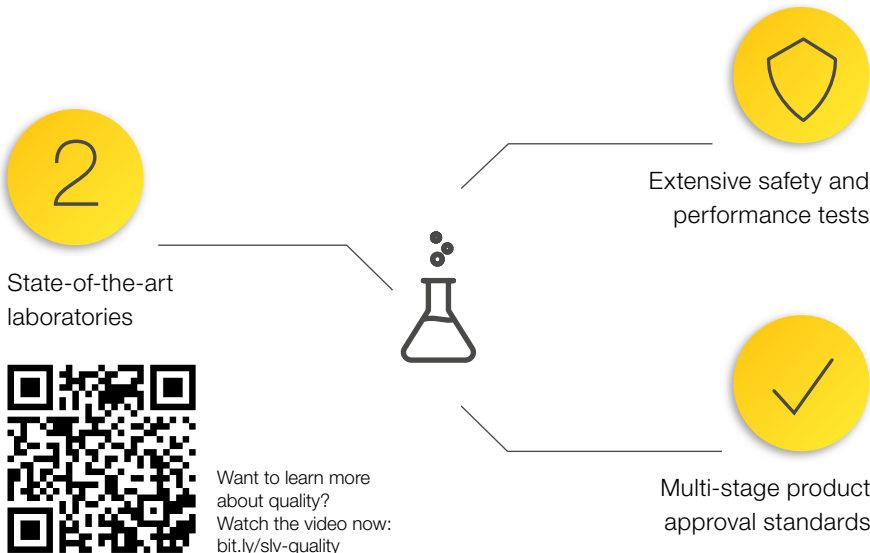 2
State-of-the-art
laboratories
Extensive safety and
performance tests
Multi-stage product
approval standards
Want to learn more
about quality?
Watch the video now:
bit.ly/slv-quality